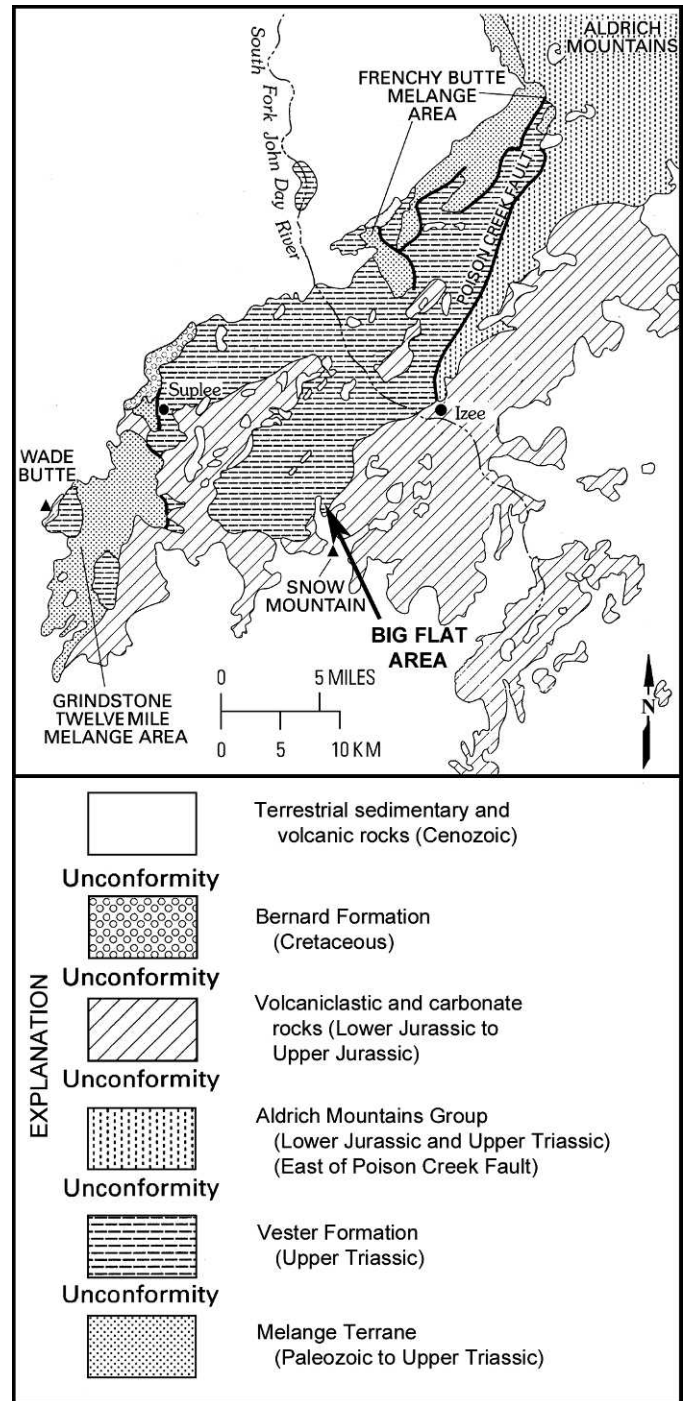 ALDRICH
MOUNTAINS
FRENCHY BUTTE
MELANGE
AREA
South Fork John Day River
POISON CREEK FAULT
Suplee
Izee
WADE
BUTTE
SNOW
MOUNTAIN
BIG FLAT
AREA
GRINDSTONE
TWELVEMILE
MELANGE AREA
0 5 MILES
0 5 10 KM
N
EXPLANATION
Terrestrial sedimentary and
volcanic rocks (Cenozoic)
Unconformity
Bernard Formation
(Cretaceous)
Unconformity
Volcaniclastic and carbonate
rocks (Lower Jurassic to
Upper Jurassic)
Unconformity
Aldrich Mountains Group
(Lower Jurassic and Upper Triassic)
(East of Poison Creek Fault)
Unconformity
Vester Formation
(Upper Triassic)
Unconformity
Melange Terrane
(Paleozoic to Upper Triassic)